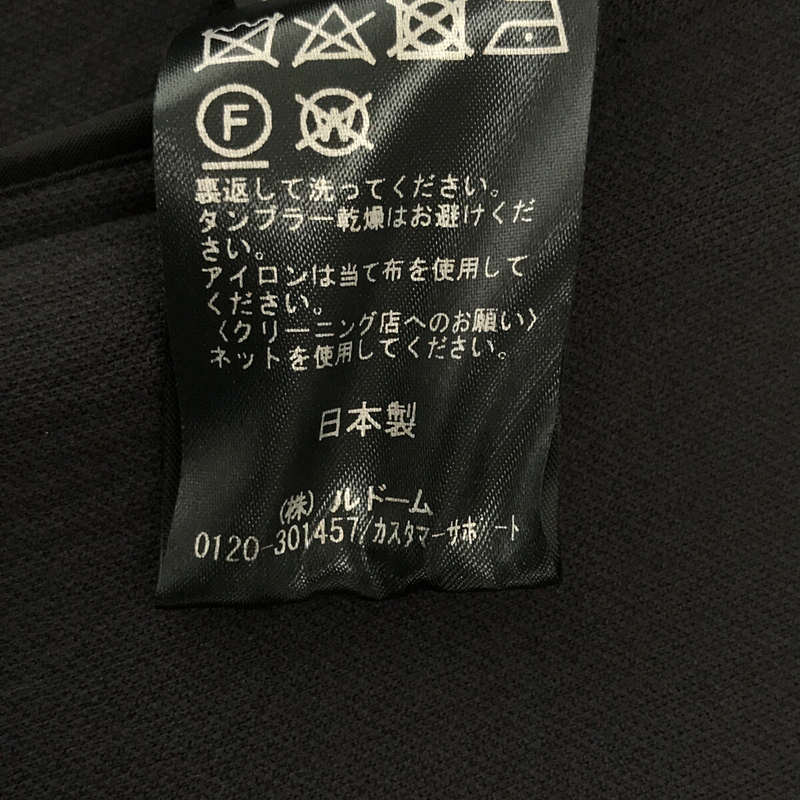 F W
裏返して洗ってください。
タンブラー乾燥はお避けくだ
さい。
アイロンは当て布を使用して
ください。
〈クリーニング店へのお願い〉
ネットを使用してください。
日本製
(株)ルドーム
0120-301457/カスタマーサポート